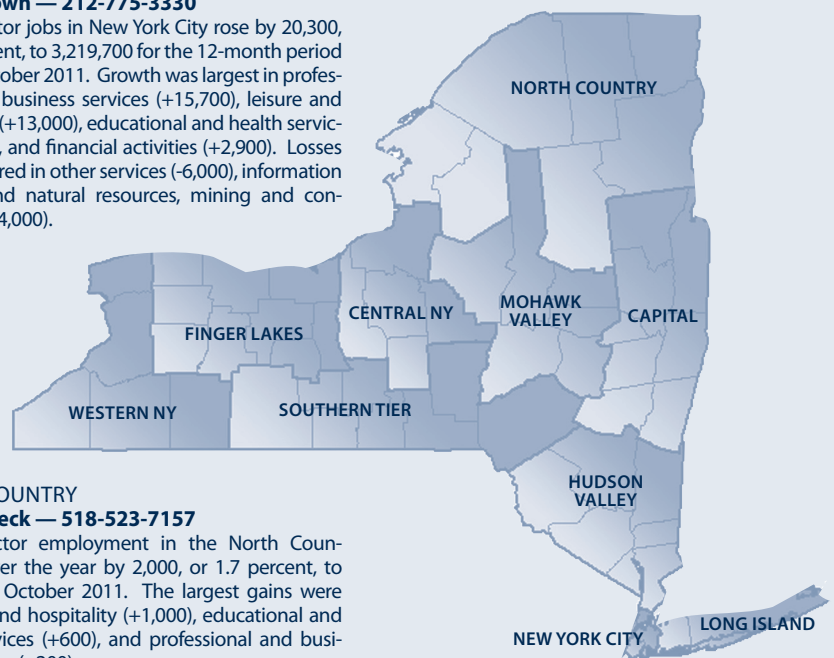 own — 212-775-3330
tor jobs in New York City rose by 20,300,
ent, to 3,219,700 for the 12-month period
tober 2011. Growth was largest in profes-
business services (+15,700), leisure and
(+13,000), educational and health servic-
, and financial activities (+2,900). Losses
red in other services (-6,000), information
nd natural resources, mining and con-
4,000).
NORTH COUNTRY
CENTRAL NY
MOHAWK
VALLEY
CAPITAL
FINGER LAKES
WESTERN NY
SOUTHERN TIER
HUDSON
VALLEY
NEW YORK CITY
LONG ISLAND
OUNTRY
eck — 518-523-7157
ctor employment in the North Coun-
er the year by 2,000, or 1.7 percent, to
October 2011. The largest gains were
nd hospitality (+1,000), educational and
vices (+600), and professional and busi-